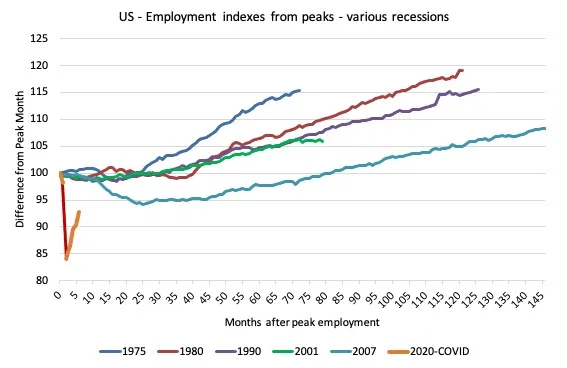 US - Employment indexes from peaks - various recessions
125
120
115
110
105
100
95
90
85
80
Difference from Peak Month
0 5 10 15 20 25 30 35 40 45 50 55 60 65 70 75 80 85 90 95 100 105 110 115 120 125 130 135 140 145
Months after peak employment
1975 1980 1990 2001 2007 2020-COVID